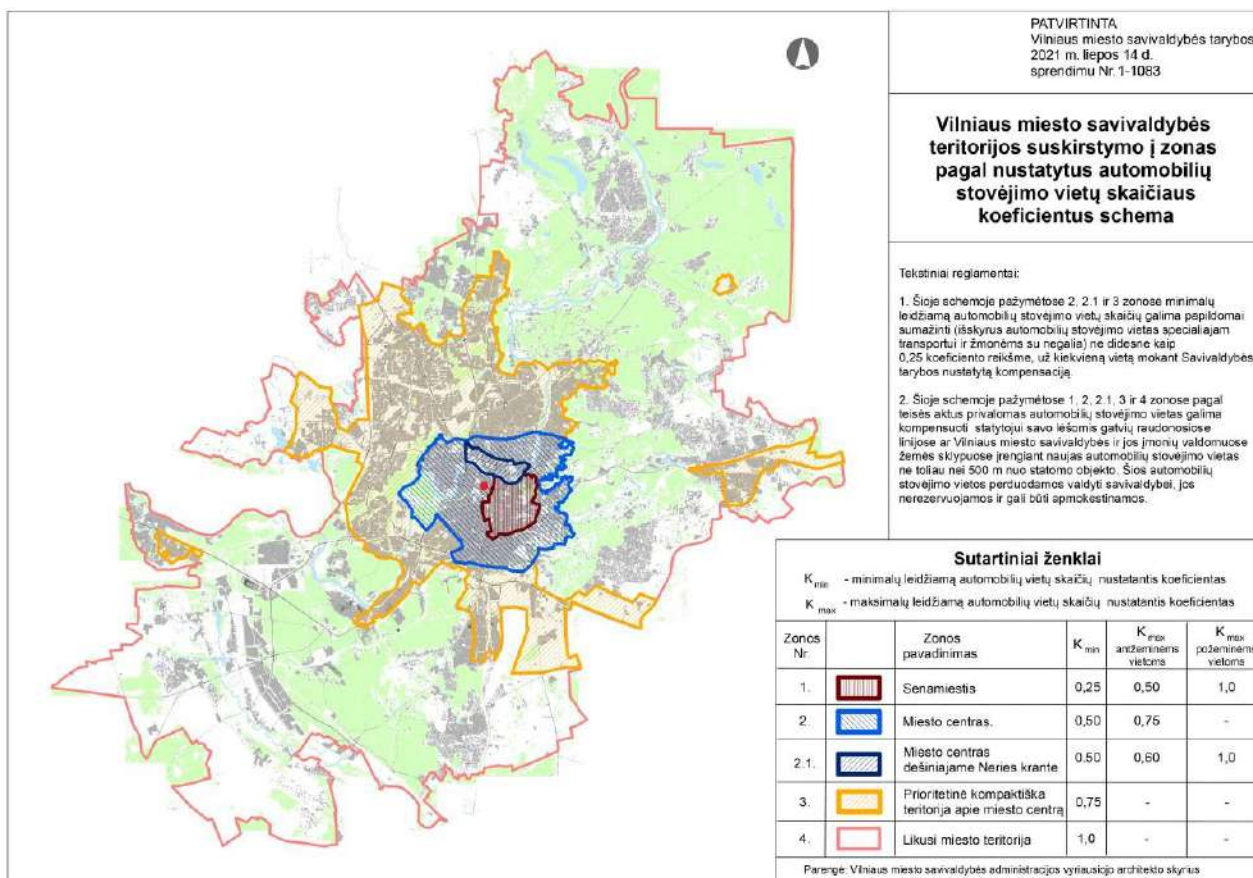 PATVIRTINTA
Vilniaus miesto savivaldybės tarybos
2021 m. liepos 14 d.
sprendimu Nr. 1-1083
Vilniaus miesto savivaldybės
teritorijos suskirstymo į zonas
pagal nustatytus automobilių
stovėjimo vietų skaičiaus
koeficientus schema
Tekstiniai reglamentai:
1. Šioje schemoje pažymėtose 2, 2.1 ir 3 zonose minimalų
leidžiamą automobilių stovėjimo vietų skaičių galima papildomai
sumažinti (išskyrus automobilių stovėjimo vietas specialiajam
transportui ir žmonėms su negalia) ne didesne kaip
0,25 koeficiento reikšme, už kiekvieną vietą mokant Savivaldybės
tarybos nustatytą kompensaciją.
2. Šioje schemoje pažymėtose 1, 2, 2.1, 3 ir 4 zonose pagal
teisės aktus privalomas automobilių stovėjimo vietas galima
kompensuoti statytojui savo lėšomis gatvių raudonosiose
linijose ar Vilniaus miesto savivaldybės ir jos įmonių valdomuose
žemės sklypuose įrengiant naujas automobilių stovėjimo vietas
ne toliau nei 500 m nuo statomo objekto. Šios automobilių
stovėjimo vietos perduodamos valdyti savivaldybei, jos
nerezervuojamos ir gali būti apmokestinamos.
Sutartiniai ženklai
K min - minimalų leidžiamą automobilių vietų skaičių nustatantis koeficientas
K max - maksimalų leidžiamą automobilių vietų skaičių nustatantis koeficientas
Zonos Nr. Zonos pavadinimas K min K max antžeminėms vietoms K max požeminėms vietoms
1. Senamiestis 0,25 0,50 1,0
2. Miesto centras. 0,50 0,75 -
2.1. Miesto centras dešiniajame Neries krante 0.50 0,60 1,0
3. Prioritetinė kompaktiška teritorija apie miesto centrą 0,75 - -
4. Likusi miesto teritorija 1,0 - -
Parengė: Vilniaus miesto savivaldybės administracijos vyriausiojo architekto skyrius